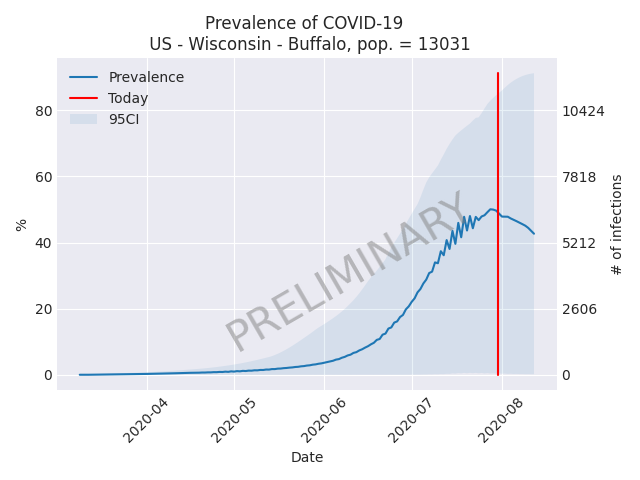 Prevalence of COVID-19
US - Wisconsin - Buffalo, pop. = 13031
Prevalence
Today
95CI
80
60
40
20
0
%
10424
7818
5212
2606
0
# of infections
PRELIMINARY
2020-04
2020-05
2020-06
2020-07
2020-08
Date